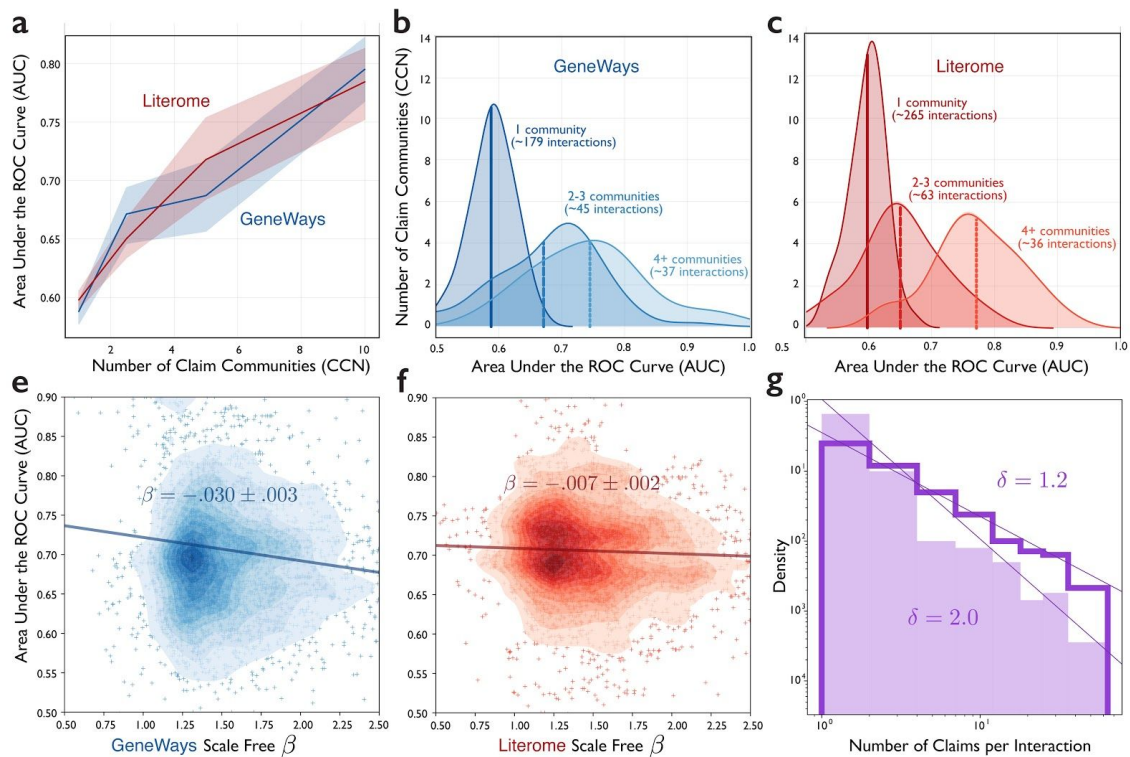 a
Area Under the ROC Curve (AUC)
0.80
0.75
0.70
0.65
0.60
Literome
GeneWays
2
4
6
8
10
Number of Claim Communities (CCN)
b
Number of Claim Communities (CCN)
14
12
10
8
6
4
2
0
GeneWays
1 community
(~179 interactions)
2-3 communities
(~45 interactions)
4+ communities
(~37 interactions)
0.5
0.6
0.7
0.8
0.9
1.0
Area Under the ROC Curve (AUC)
c
14
12
10
8
6
4
2
0
Literome
1 community
(~265 interactions)
2-3 communities
(~63 interactions)
4+ communities
(~36 interactions)
0.5
0.6
0.7
0.8
0.9
1.0
Area Under the ROC Curve (AUC)
e
Area Under the ROC Curve (AUC)
0.90
0.85
0.80
0.75
0.70
0.65
0.60
0.55
0.50
β = −.030 ± .003
0.50
0.75
1.00
1.25
1.50
1.75
2.00
2.25
2.50
GeneWays Scale Free β
f
0.90
0.85
0.80
0.75
0.70
0.65
0.60
0.55
0.50
β = −.007 ± .002
0.50
0.75
1.00
1.25
1.50
1.75
2.00
2.25
2.50
Literome Scale Free β
g
Density
10⁰
10¹
10²
10³
10⁴
δ = 1.2
δ = 2.0
10⁰
10¹
Number of Claims per Interaction